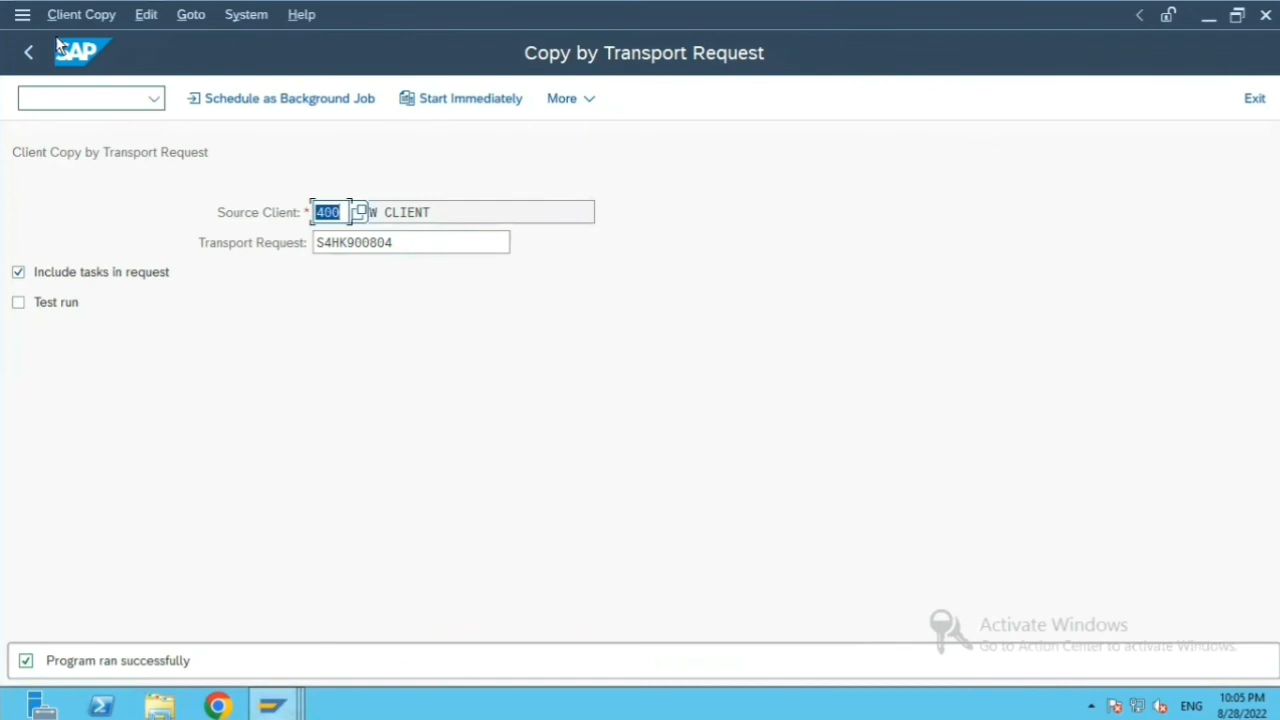 Client Copy Edit Goto System Help
SAP
Copy by Transport Request
Schedule as Background Job Start Immediately More Exit
Client Copy by Transport Request
Source Client: * 400 W CLIENT
Transport Request: S4HK900804
Include tasks in request
Test run
Activate Windows
Go to Action Center to activate Windows.
Program ran successfully
ENG 10:05 PM
8/28/2022